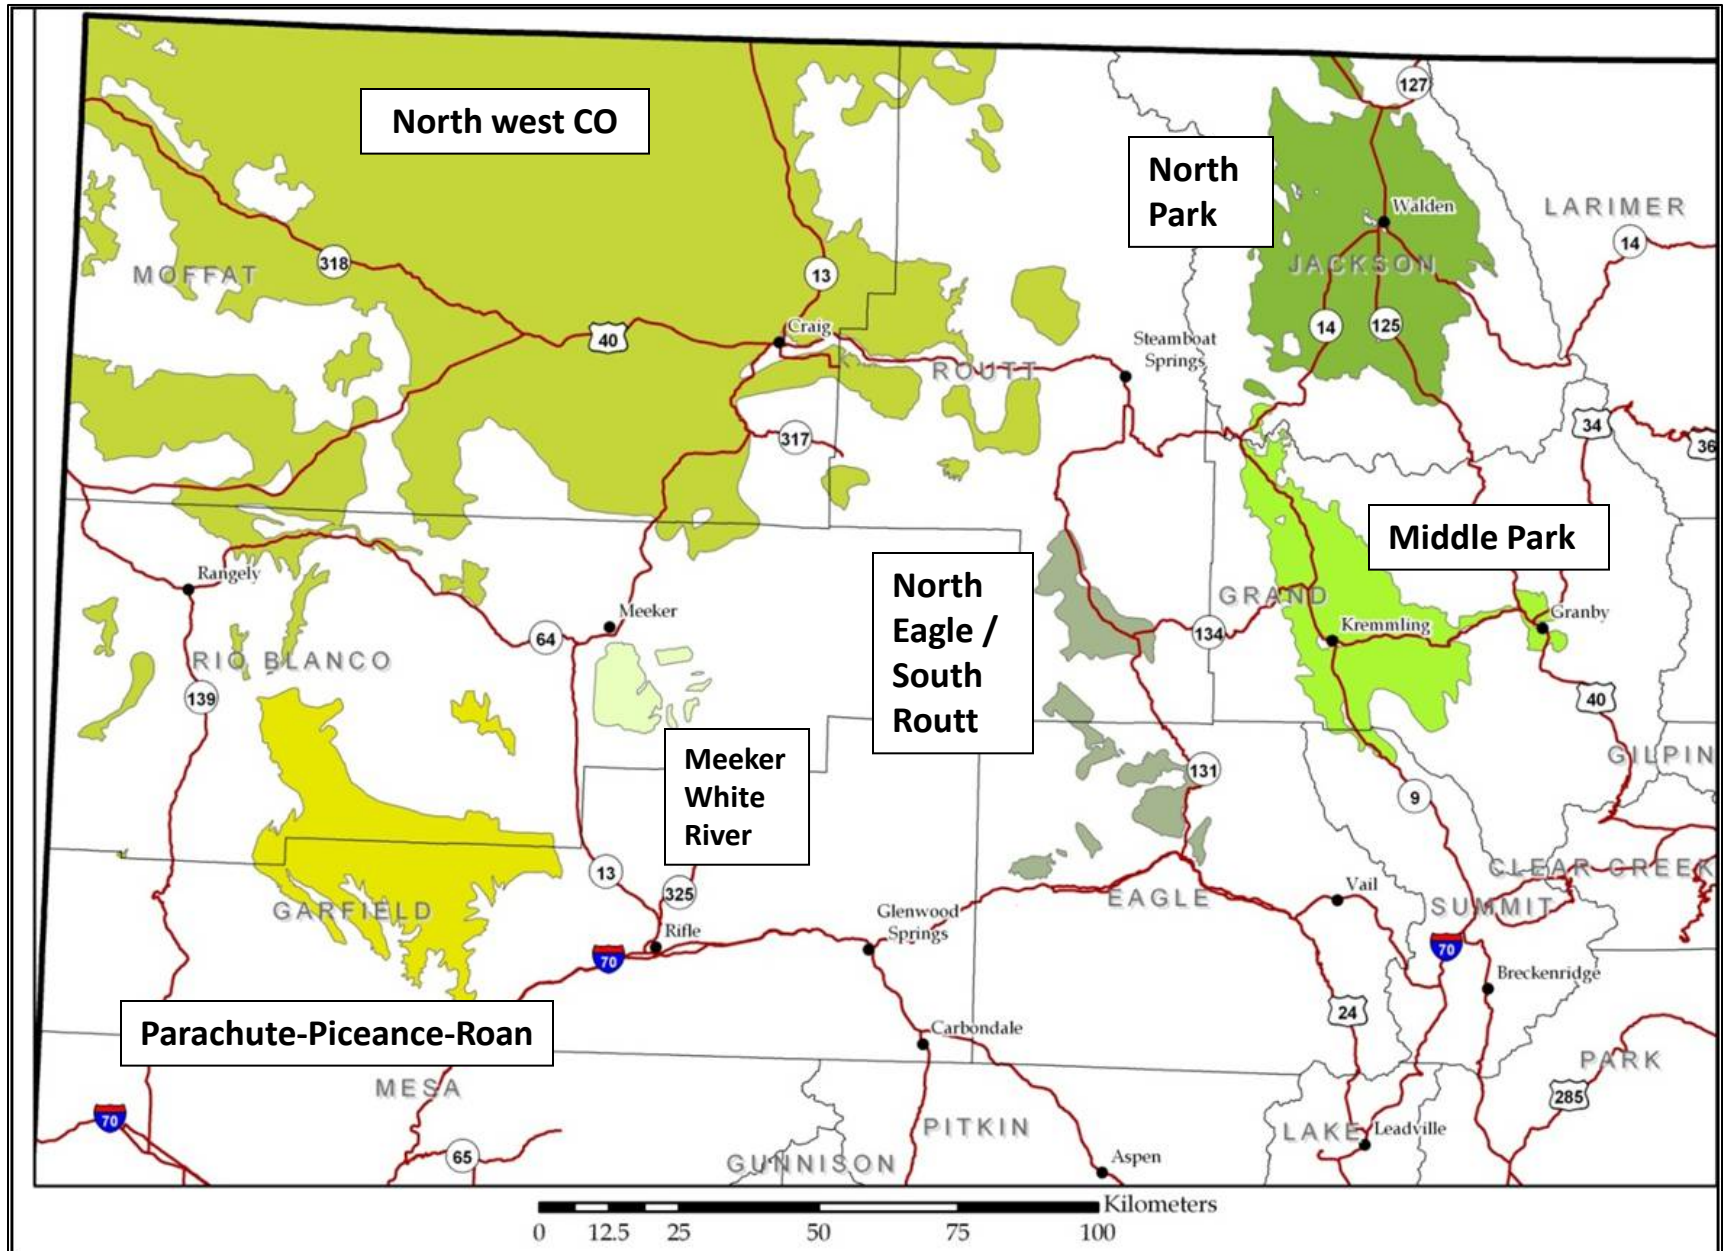 127
North west CO
North
Park
Walden
LARIMER
14
318
MOFFAT
13
JACKSON
40
Craig
14
125
Steamboat
Springs
ROUTT
317
34
36
Middle Park
Rangely
North
Eagle /
South
Routt
GRAND
Meeker
64
134
Kremmling
Granby
RIO BLANCO
139
40
Meeker
White
River
131
GILPIN
9
13
325
CLEAR CREEK
Vail
EAGLE
SUMMIT
GARFIELD
Glenwood
Springs
Rifle
70
70
Breckenridge
24
Parachute-Piceance-Roan
Carbondale
PARK
MESA
285
70
PITKIN
LAKE
Leadville
65
GUNNISON
Aspen
Kilometers
0 12.5 25 50 75 100